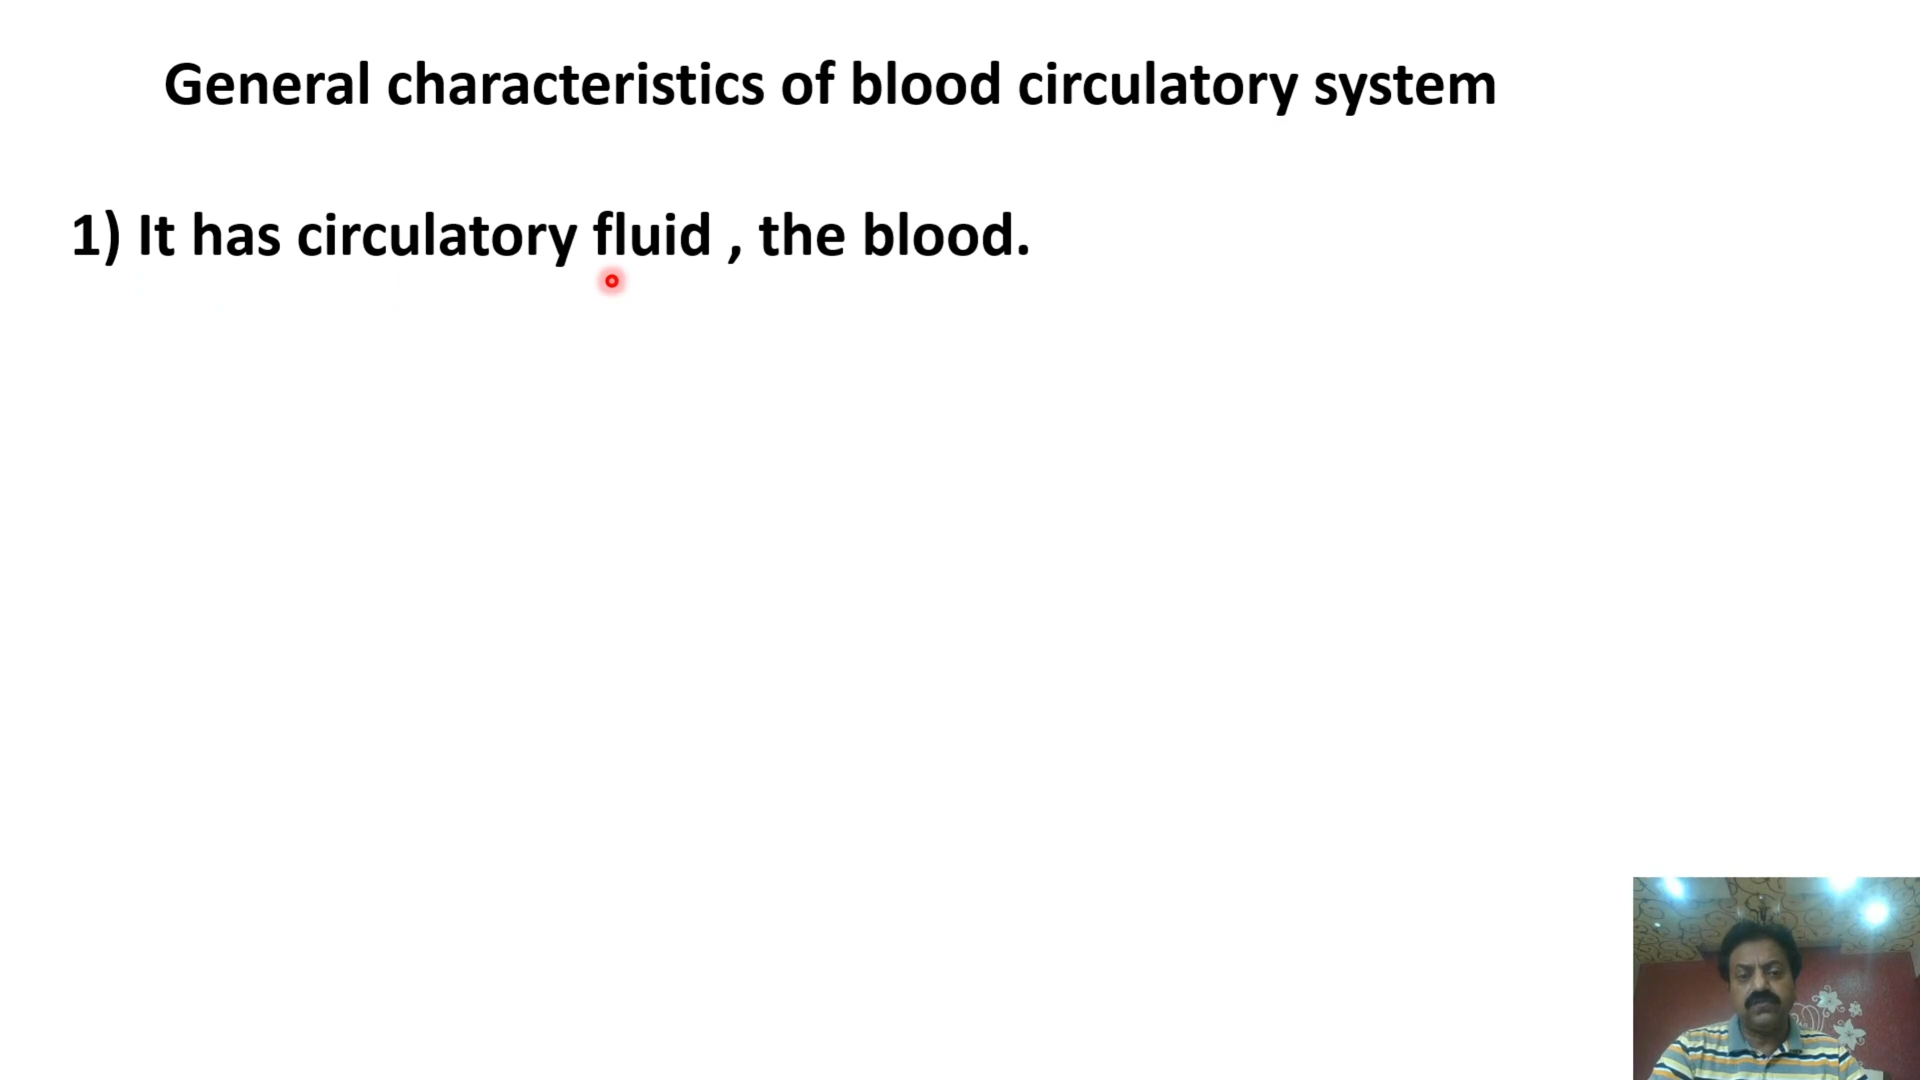 General characteristics of blood circulatory system
1) It has circulatory fluid , the blood.